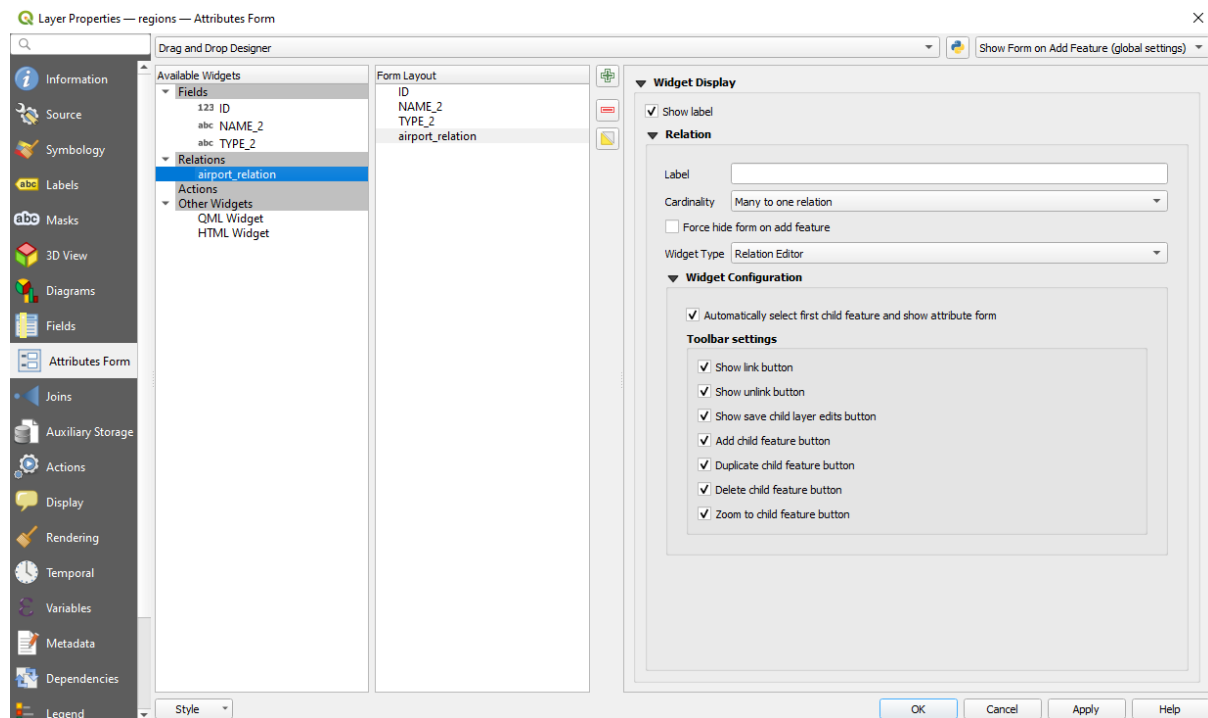 Layer Properties — regions — Attributes Form
Drag and Drop Designer
Show Form on Add Feature (global settings)
Information
Source
Symbology
abc Labels
abc Masks
3D View
Diagrams
Fields
Attributes Form
Joins
Auxiliary Storage
Actions
Display
Rendering
Temporal
Variables
Metadata
Dependencies
Legend
Available Widgets
Fields
123 ID
abc NAME_2
abc TYPE_2
Relations
airport_relation
Actions
Other Widgets
QML Widget
HTML Widget
Form Layout
ID
NAME_2
TYPE_2
airport_relation
Widget Display
Show label
Relation
Label
Cardinality Many to one relation
Force hide form on add feature
Widget Type Relation Editor
Widget Configuration
Automatically select first child feature and show attribute form
Toolbar settings
Show link button
Show unlink button
Show save child layer edits button
Add child feature button
Duplicate child feature button
Delete child feature button
Zoom to child feature button
Style
OK
Cancel
Apply
Help